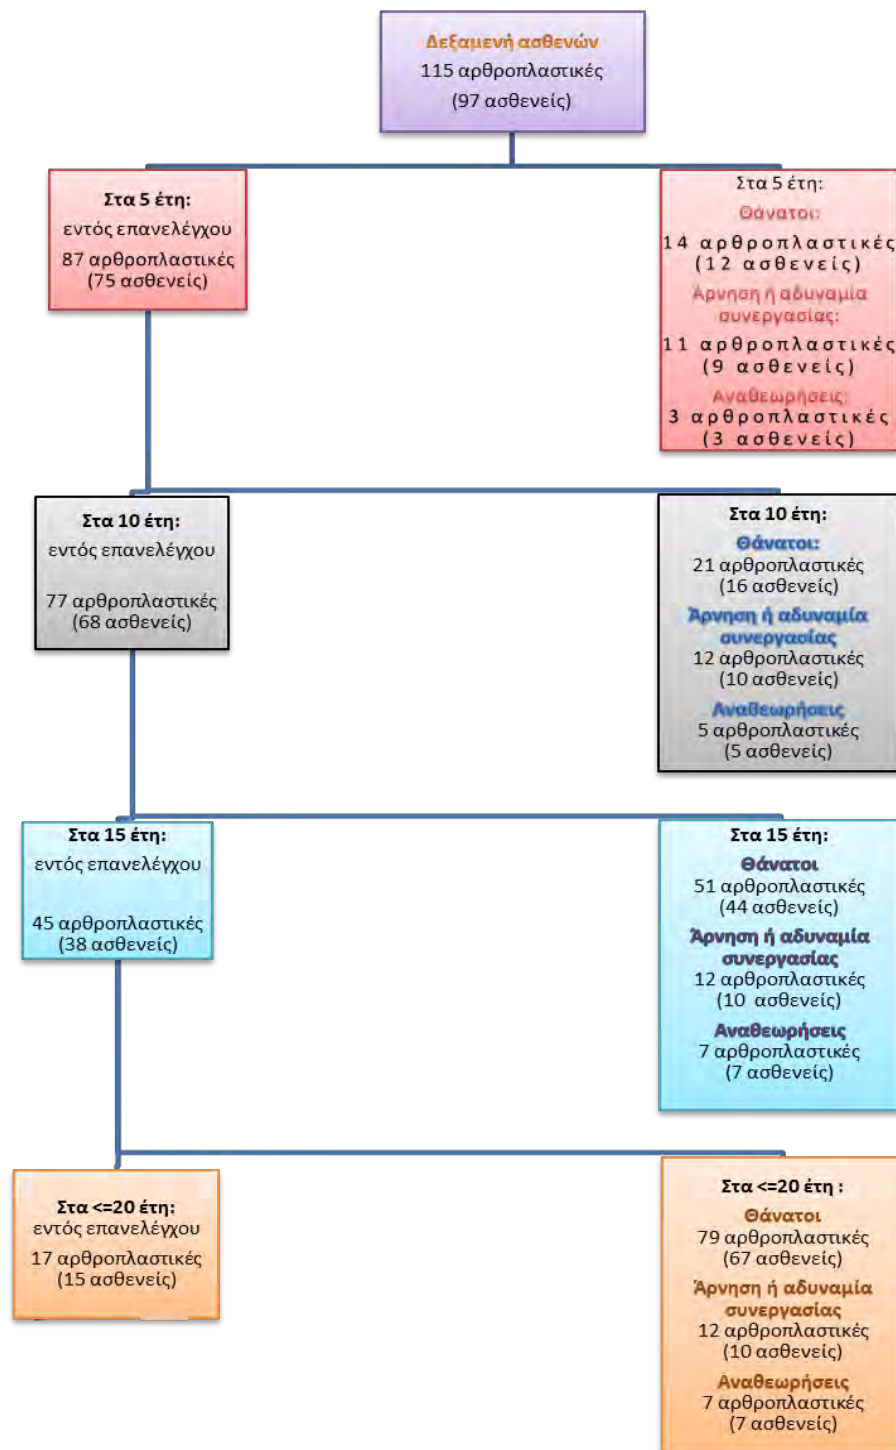 Δεξαμενή ασθενών
115 αρθροπλαστικές
(97 ασθενείς)
Στα 5 έτη:
εντός επανελέγχου
87 αρθροπλαστικές
(75 ασθενείς)
Στα 5 έτη:
Θάνατοι:
14 αρθροπλαστικές
(12 ασθενείς)
Άρνηση ή αδυναμία
συνεργασίας:
11 αρθροπλαστικές
(9 ασθενείς)
Αναθεωρήσεις:
3 αρθροπλαστικές
(3 ασθενείς)
Στα 10 έτη:
εντός επανελέγχου
77 αρθροπλαστικές
(68 ασθενείς)
Στα 10 έτη:
Θάνατοι:
21 αρθροπλαστικές
(16 ασθενείς)
Άρνηση ή αδυναμία
συνεργασίας
12 αρθροπλαστικές
(10 ασθενείς)
Αναθεωρήσεις
5 αρθροπλαστικές
(5 ασθενείς)
Στα 15 έτη:
εντός επανελέγχου
45 αρθροπλαστικές
(38 ασθενείς)
Στα 15 έτη:
Θάνατοι
51 αρθροπλαστικές
(44 ασθενείς)
Άρνηση ή αδυναμία
συνεργασίας
12 αρθροπλαστικές
(10 ασθενείς)
Αναθεωρήσεις
7 αρθροπλαστικές
(7 ασθενείς)
Στα <=20 έτη:
εντός επανελέγχου
17 αρθροπλαστικές
(15 ασθενείς)
Στα <=20 έτη :
Θάνατοι
79 αρθροπλαστικές
(67 ασθενείς)
Άρνηση ή αδυναμία
συνεργασίας
12 αρθροπλαστικές
(10 ασθενείς)
Αναθεωρήσεις
7 αρθροπλαστικές
(7 ασθενείς)